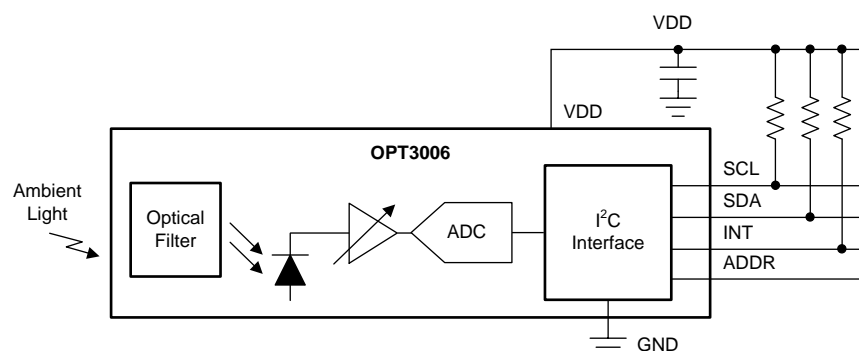 VDD
VDD
OPT3006
Ambient
Light
Optical
Filter
ADC
I²C
Interface
SCL
SDA
INT
ADDR
GND